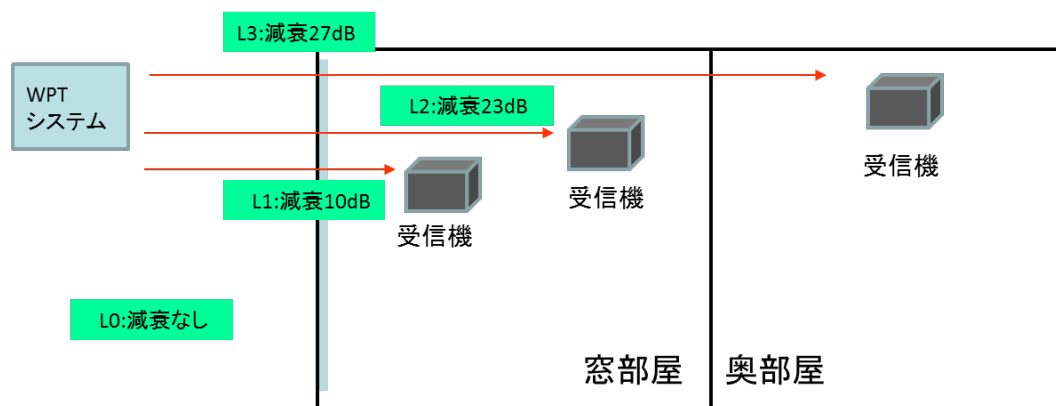 L3:減衰27dB
WPT
システム
L2:減衰23dB
受信機
受信機
L1:減衰10dB
受信機
L0:減衰なし
窓部屋
奥部屋